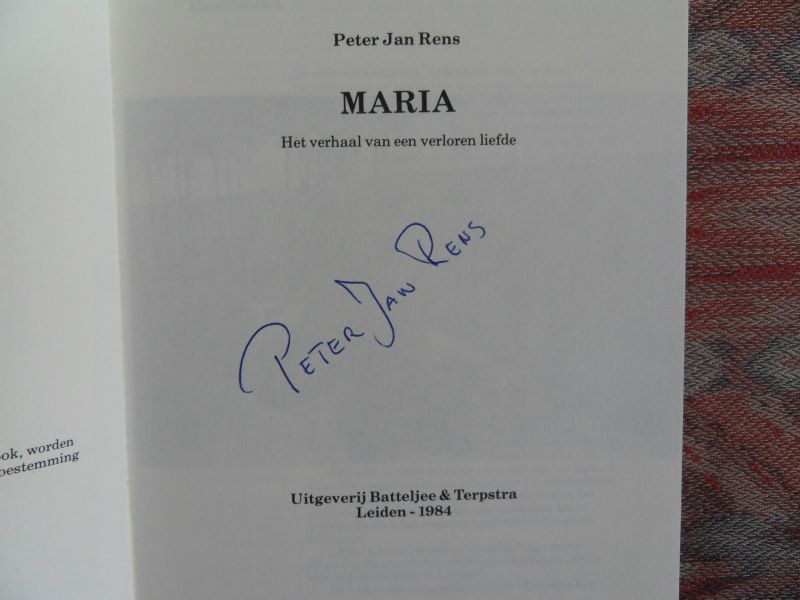 ook, worden
bestemming
Peter Jan Rens
MARIA
Het verhaal van een verloren liefde
PETER JAN RENS
Uitgeverij Batteljee & Terpstra
Leiden - 1984